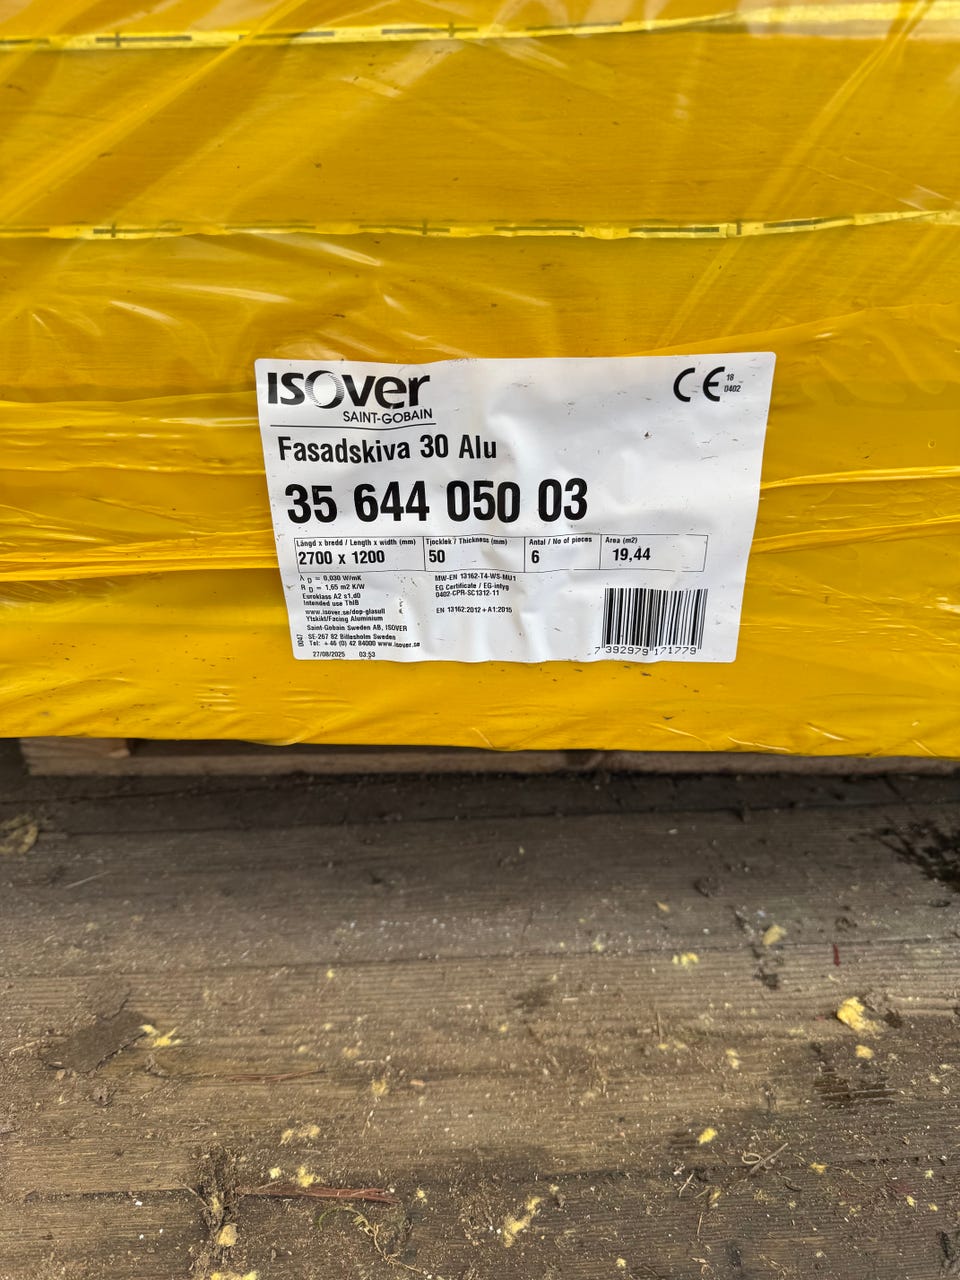 ISOver
SAINT-GOBAIN
CE 18 0402
Fasadskiva 30 Alu
35 644 050 03
Längd x bredd / Length x width (mm) Tjocklek / Thickness (mm) Antal / No of pieces Area (m2)
2700 x 1200 50 6 19,44
λ D = 0,030 W/mK MW-EN 13162-T4-WS-MU1
R D = 1,65 m2 K/W EG Certificate / EG-intyg
Euroklass A2 s1,d0 0402-CPR-SC1312-11
Intended use ThIB
www.isover.se/dop-glasull EN 13162:2012+A1:2015
Ytskikt/Facing Aluminium
Saint-Gobain Sweden AB, ISOVER
SE-267 82 Billesholm Sweden
Tel: +46 (0) 42 84000 www.isover.se
27/08/2025 03:53
0047
7 392979 171779